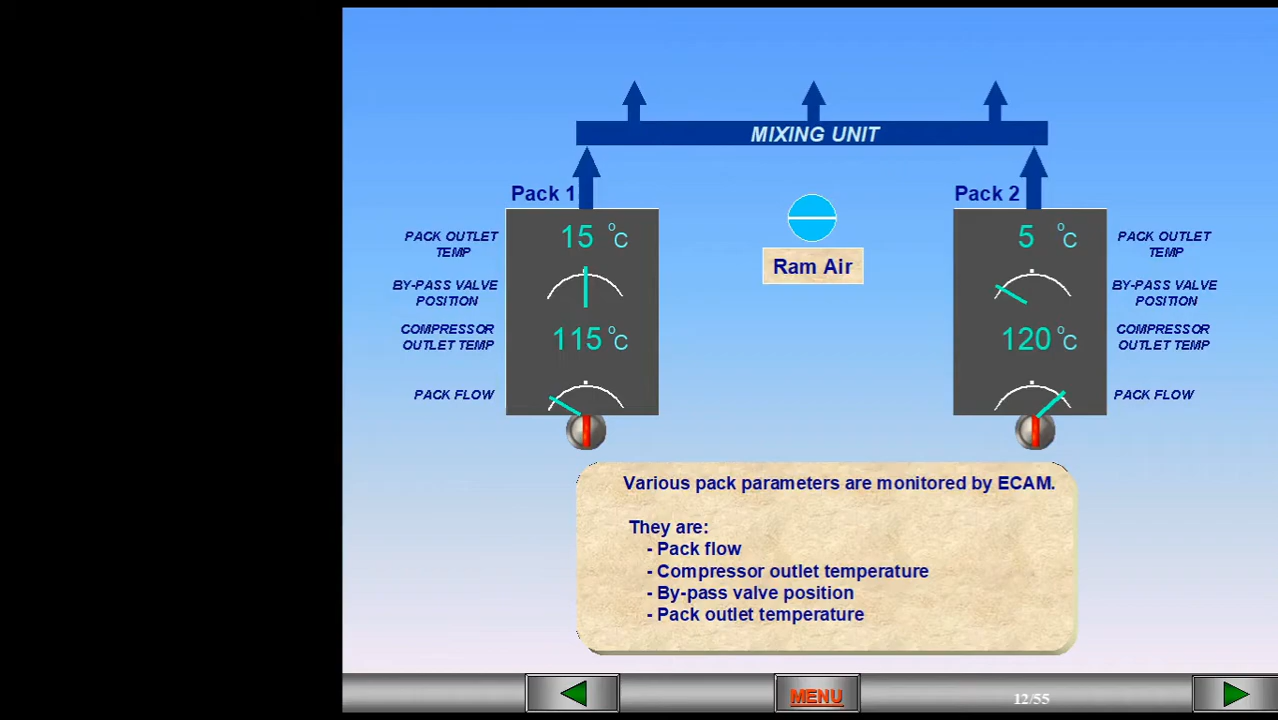 MIXING UNIT
Pack 1
Pack 2
PACK OUTLET
TEMP
15 °C
5 °C
PACK OUTLET
TEMP
Ram Air
BY-PASS VALVE
POSITION
BY-PASS VALVE
POSITION
COMPRESSOR
OUTLET TEMP
115 °C
120 °C
COMPRESSOR
OUTLET TEMP
PACK FLOW
PACK FLOW
Various pack parameters are monitored by ECAM.
They are:
- Pack flow
- Compressor outlet temperature
- By-pass valve position
- Pack outlet temperature
MENU
12/55